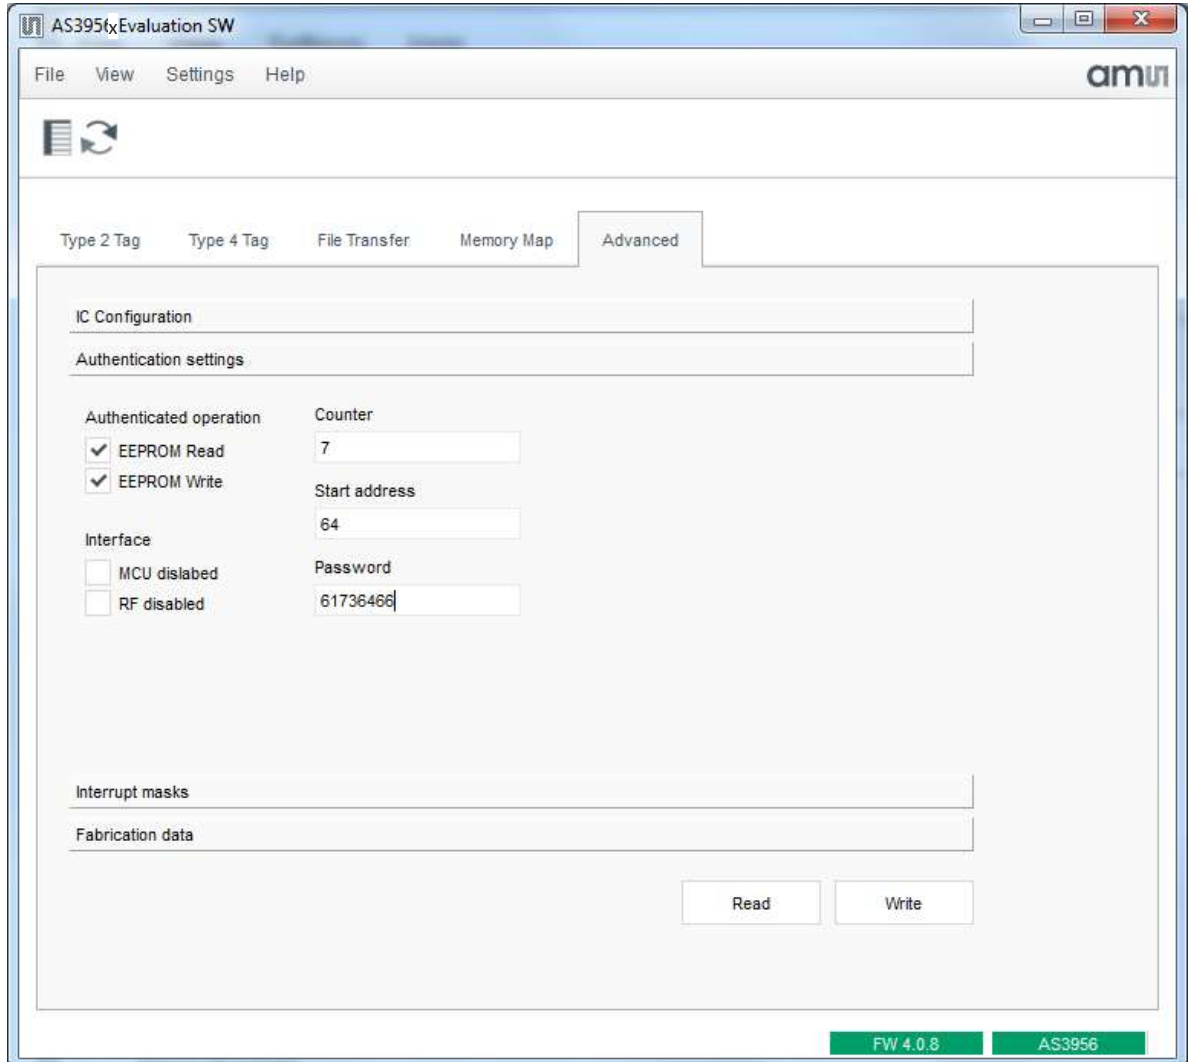 AS3956x Evaluation SW
File View Settings Help
amu
Type 2 Tag Type 4 Tag File Transfer Memory Map Advanced
IC Configuration
Authentication settings
Authenticated operation
EEPROM Read
EEPROM Write
Interface
MCU dislabed
RF disabled
Counter
7
Start address
64
Password
61736466
Interrupt masks
Fabrication data
Read Write
FW 4.0.8 AS3956